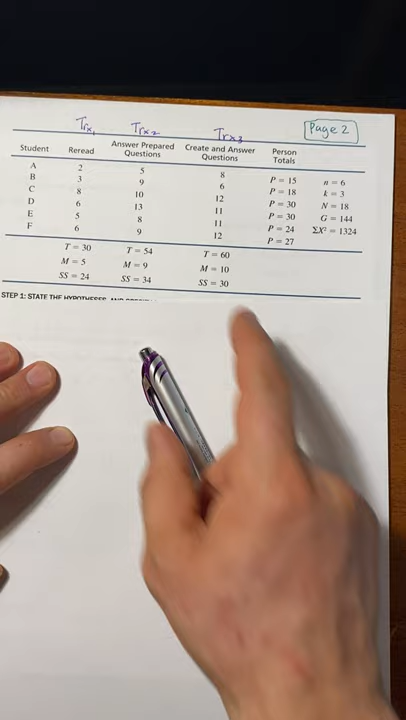 Trx1 Trx2 Trx3 Page 2
Student Reread Answer Prepared Questions Create and Answer Questions Person Totals
A 2 5 8 P = 15 n = 6
B 3 9 6 P = 18 k = 3
C 8 10 12 P = 30 N = 18
D 6 13 11 P = 30 G = 144
E 5 8 11 P = 24 ΣX² = 1324
F 6 9 12 P = 27
T = 30 T = 54 T = 60
M = 5 M = 9 M = 10
SS = 24 SS = 34 SS = 30
STEP 1: STATE THE HYPOTHESES, AND